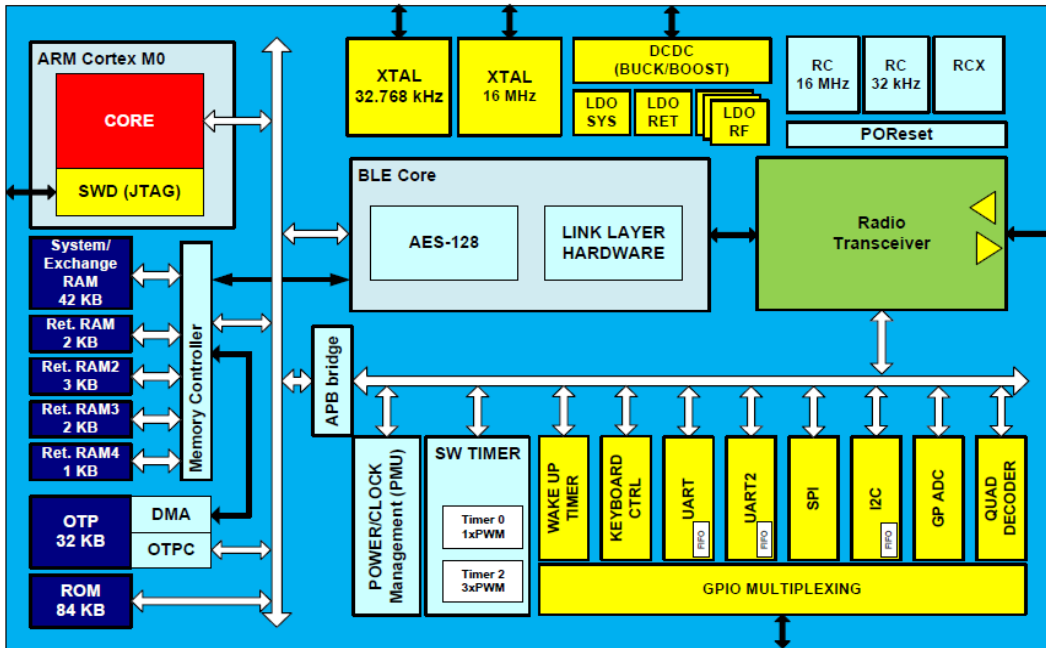 ARM Cortex M0
CORE
SWD (JTAG)
XTAL
32.768 kHz
XTAL
16 MHz
DCDC
(BUCK/BOOST)
LDO
SYS
LDO
RET
LDO
RF
RC
16 MHz
RC
32 kHz
RCX
POReset
BLE Core
AES-128
LINK LAYER
HARDWARE
Radio
Transceiver
System/
Exchange
RAM
42 KB
Ret. RAM
2 KB
Ret. RAM2
3 KB
Ret. RAM3
2 KB
Ret. RAM4
1 KB
Memory Controller
OTP
32 KB
DMA
OTPC
ROM
84 KB
APB bridge
POWER/CLOCK
Management (PMU)
SW TIMER
Timer 0
1xPWM
Timer 2
3xPWM
WAKE UP
TIMER
KEYBOARD
CTRL
UART
FIFO
UART2
FIFO
SPI
I2C
FIFO
GP ADC
QUAD
DECODER
GPIO MULTIPLEXING